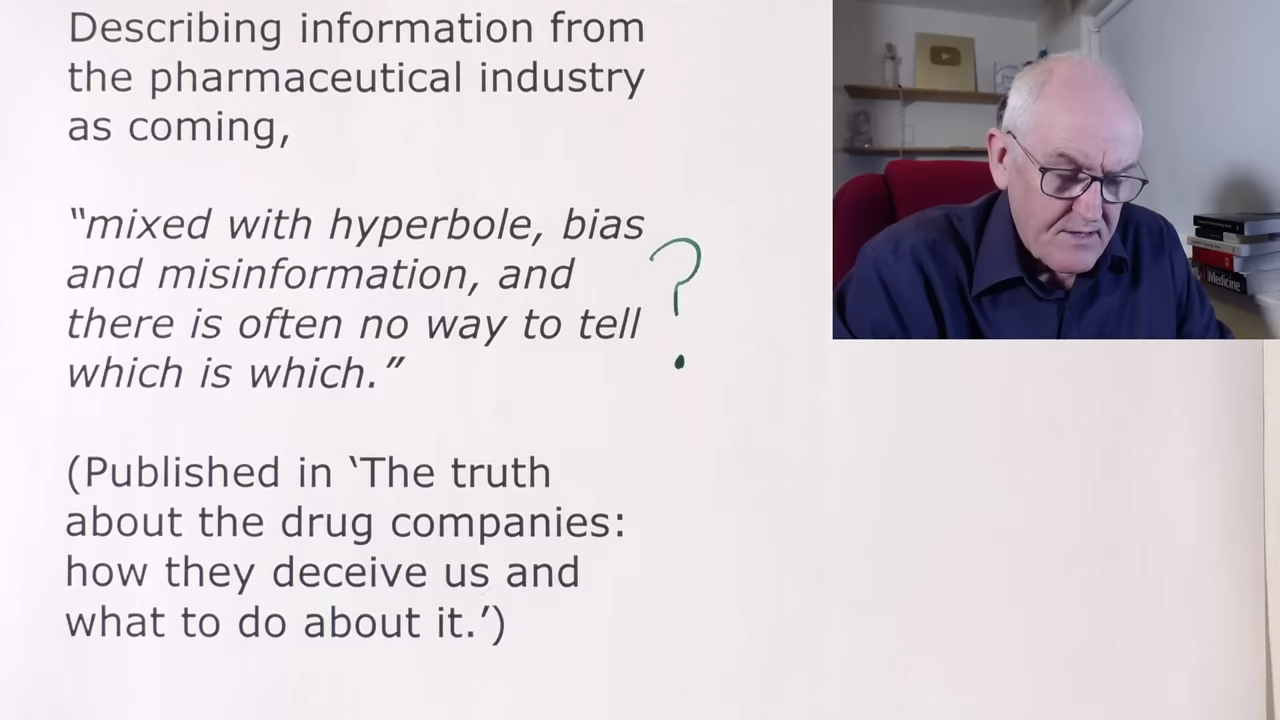 Describing information from
the pharmaceutical industry
as coming,
“mixed with hyperbole, bias
and misinformation, and
there is often no way to tell
which is which.”
?
(Published in ‘The truth
about the drug companies:
how they deceive us and
what to do about it.’)
Medicine